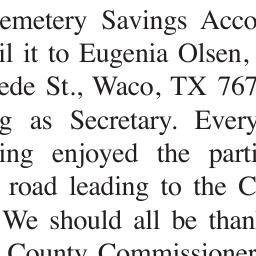 emetery Savings Acco
il it to Eugenia Olsen,
ede St., Waco, TX 767
g as Secretary. Every
ing enjoyed the parti
road leading to the C
We should all be than
County Commissioner